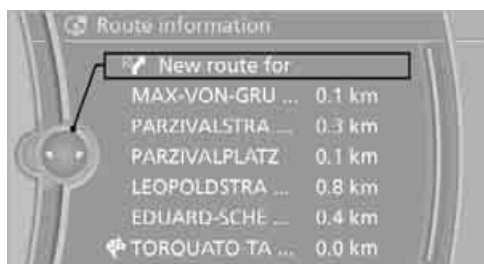 Route information
New route for
MAX-VON-GRU ... 0.1 km
PARZIVALSTRA ... 0.3 km
PARZIVALPLATZ 0.1 km
LEOPOLDSTRA ... 0.8 km
EDUARD-SCHE ... 0.4 km
TORQUATO TA ... 0.0 km